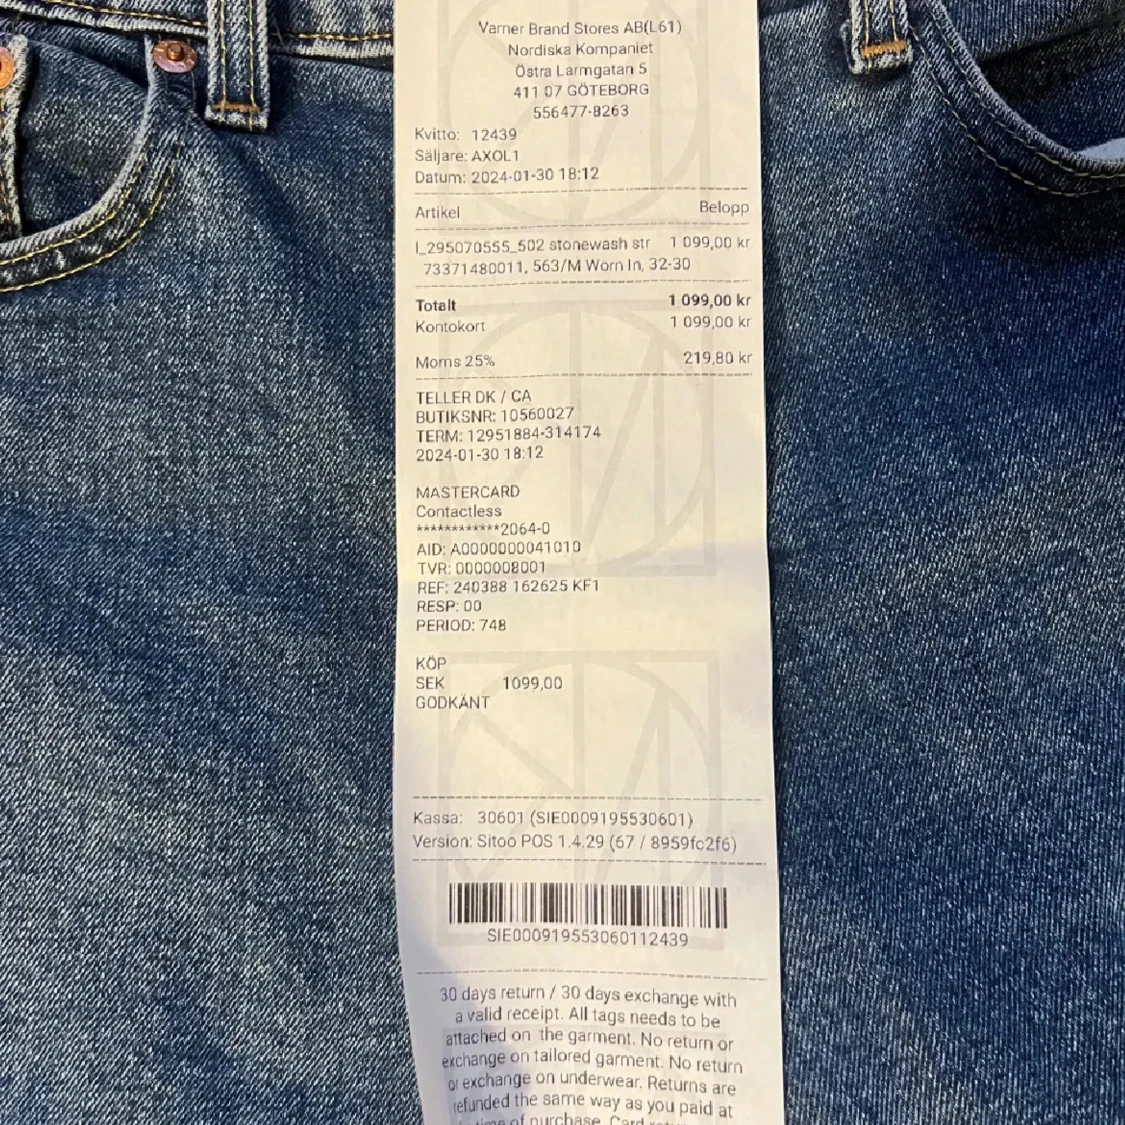 Varner Brand Stores AB(L61)
Nordiska Kompaniet
Östra Larmgatan 5
411 07 GÖTEBORG
556477-8263
Kvitto: 12439
Säljare: AXOL1
Datum: 2024-01-30 18:12
Artikel Belopp
I_295070555_502 stonewash str 1 099,00 kr
73371480011, 563/M Worn In, 32-30
Totalt 1 099,00 kr
Kontokort 1 099,00 kr
Moms 25% 219,80 kr
TELLER DK / CA
BUTIKSNR: 10560027
TERM: 12951884-314174
2024-01-30 18:12
MASTERCARD
Contactless
************2064-0
AID: A0000000041010
TVR: 0000008001
REF: 240388 162625 KF1
RESP: 00
PERIOD: 748
KÖP
SEK 1099,00
GODKÄNT
Kassa: 30601 (SIE0009195530601)
Version: Sitoo POS 1.4.29 (67 / 8959fc2f6)
SIE000919553060112439
30 days return / 30 days exchange with
a valid receipt. All tags needs to be
attached on the garment. No return or
exchange on tailored garment. No return
or exchange on underwear. Returns are
refunded the same way as you paid at
time of purchase. Card